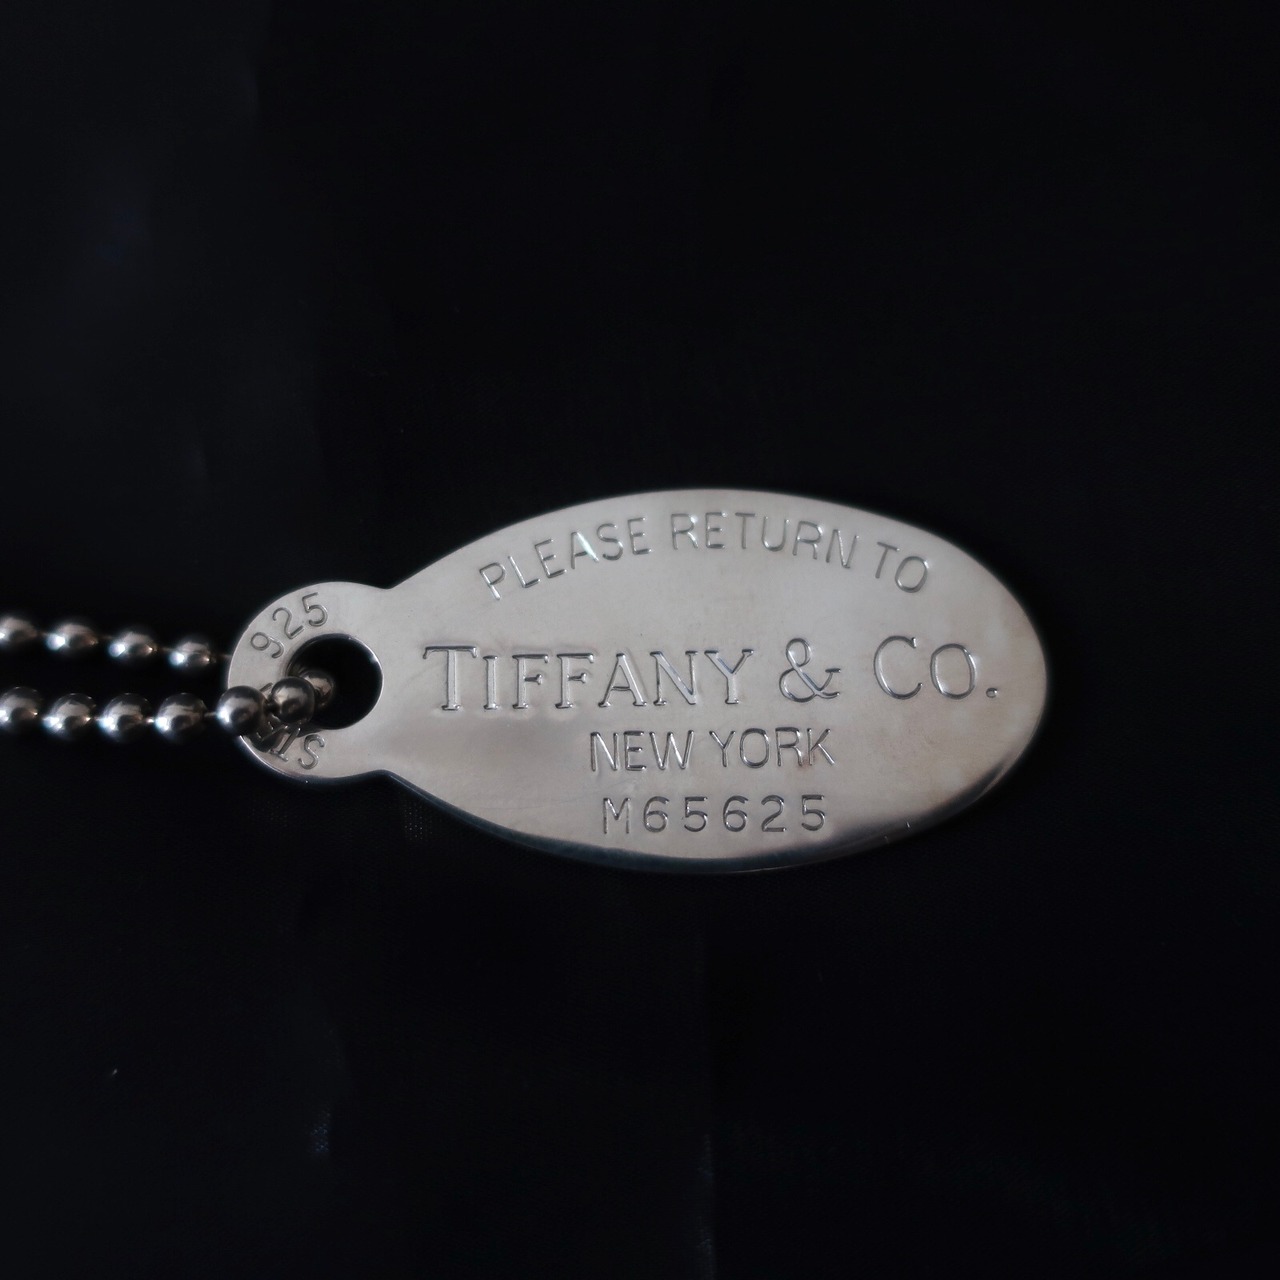 925
PLEASE RETURN TO
TIFFANY & CO.
NEW YORK
M65625